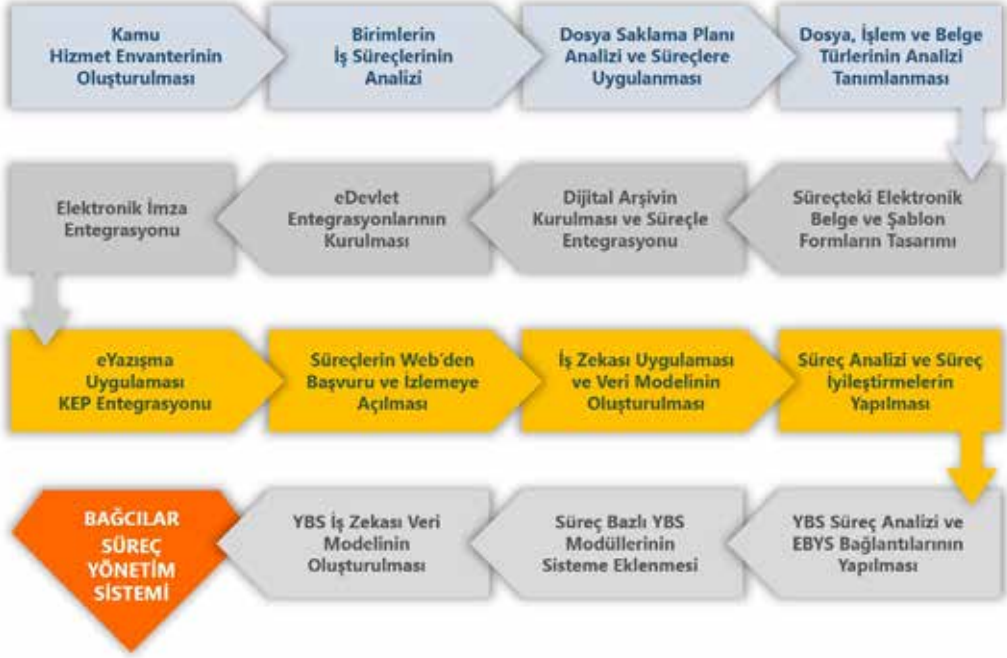 Kamu
Hizmet Envanterinin
Oluşturulması
Birimlerin
İş Süreçlerinin
Analizi
Dosya Saklama Planı
Analizi ve Süreçlere
Uygulanması
Dosya, İşlem ve Belge
Türlerinin Analizi
Tanımlanması
Süreçteki Elektronik
Belge ve Şablon
Formların Tasarımı
Dijital Arşivin
Kurulması ve Süreçle
Entegrasyonu
eDevlet
Entegrasyonlarının
Kurulması
Elektronik İmza
Entegrasyonu
eYazışma
Uygulaması
KEP Entegrasyonu
Süreçlerin Web'den
Başvuru ve İzlemeye
Açılması
İş Zekası Uygulaması
ve Veri Modelinin
Oluşturulması
Süreç Analizi ve Süreç
İyileştirmelerin
Yapılması
YBS Süreç Analizi ve
EBYS Bağlantılarının
Yapılması
Süreç Bazlı YBS
Modüllerinin
Sisteme Eklenmesi
YBS İş Zekası Veri
Modelinin
Oluşturulması
BAĞCILAR
SÜREÇ
YÖNETİM
SİSTEMİ